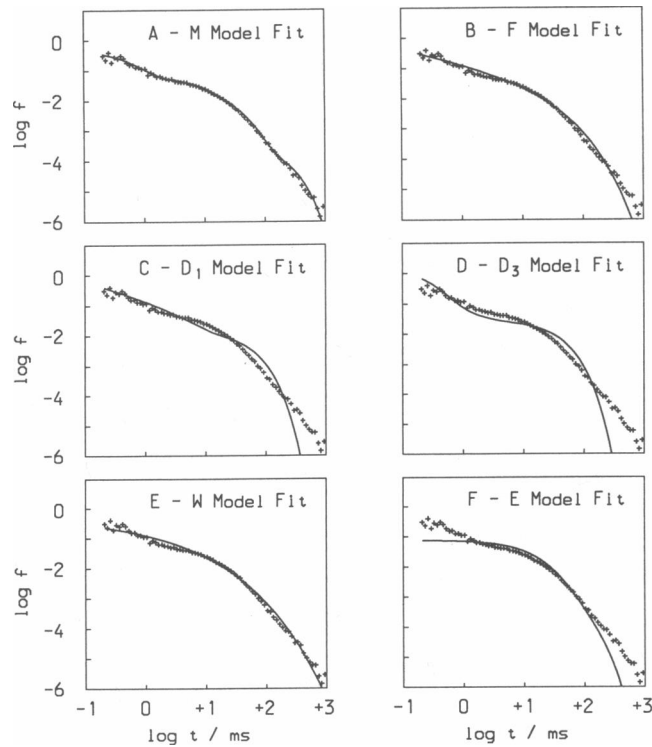 A - M Model Fit
B - F Model Fit
0
-2
-4
-6
log f
C - D₁ Model Fit
D - D₃ Model Fit
0
-2
-4
-6
log f
E - W Model Fit
F - E Model Fit
0
-2
-4
-6
log f
-1 0 +1 +2 +3
-1 0 +1 +2 +3
log t / ms
log t / ms